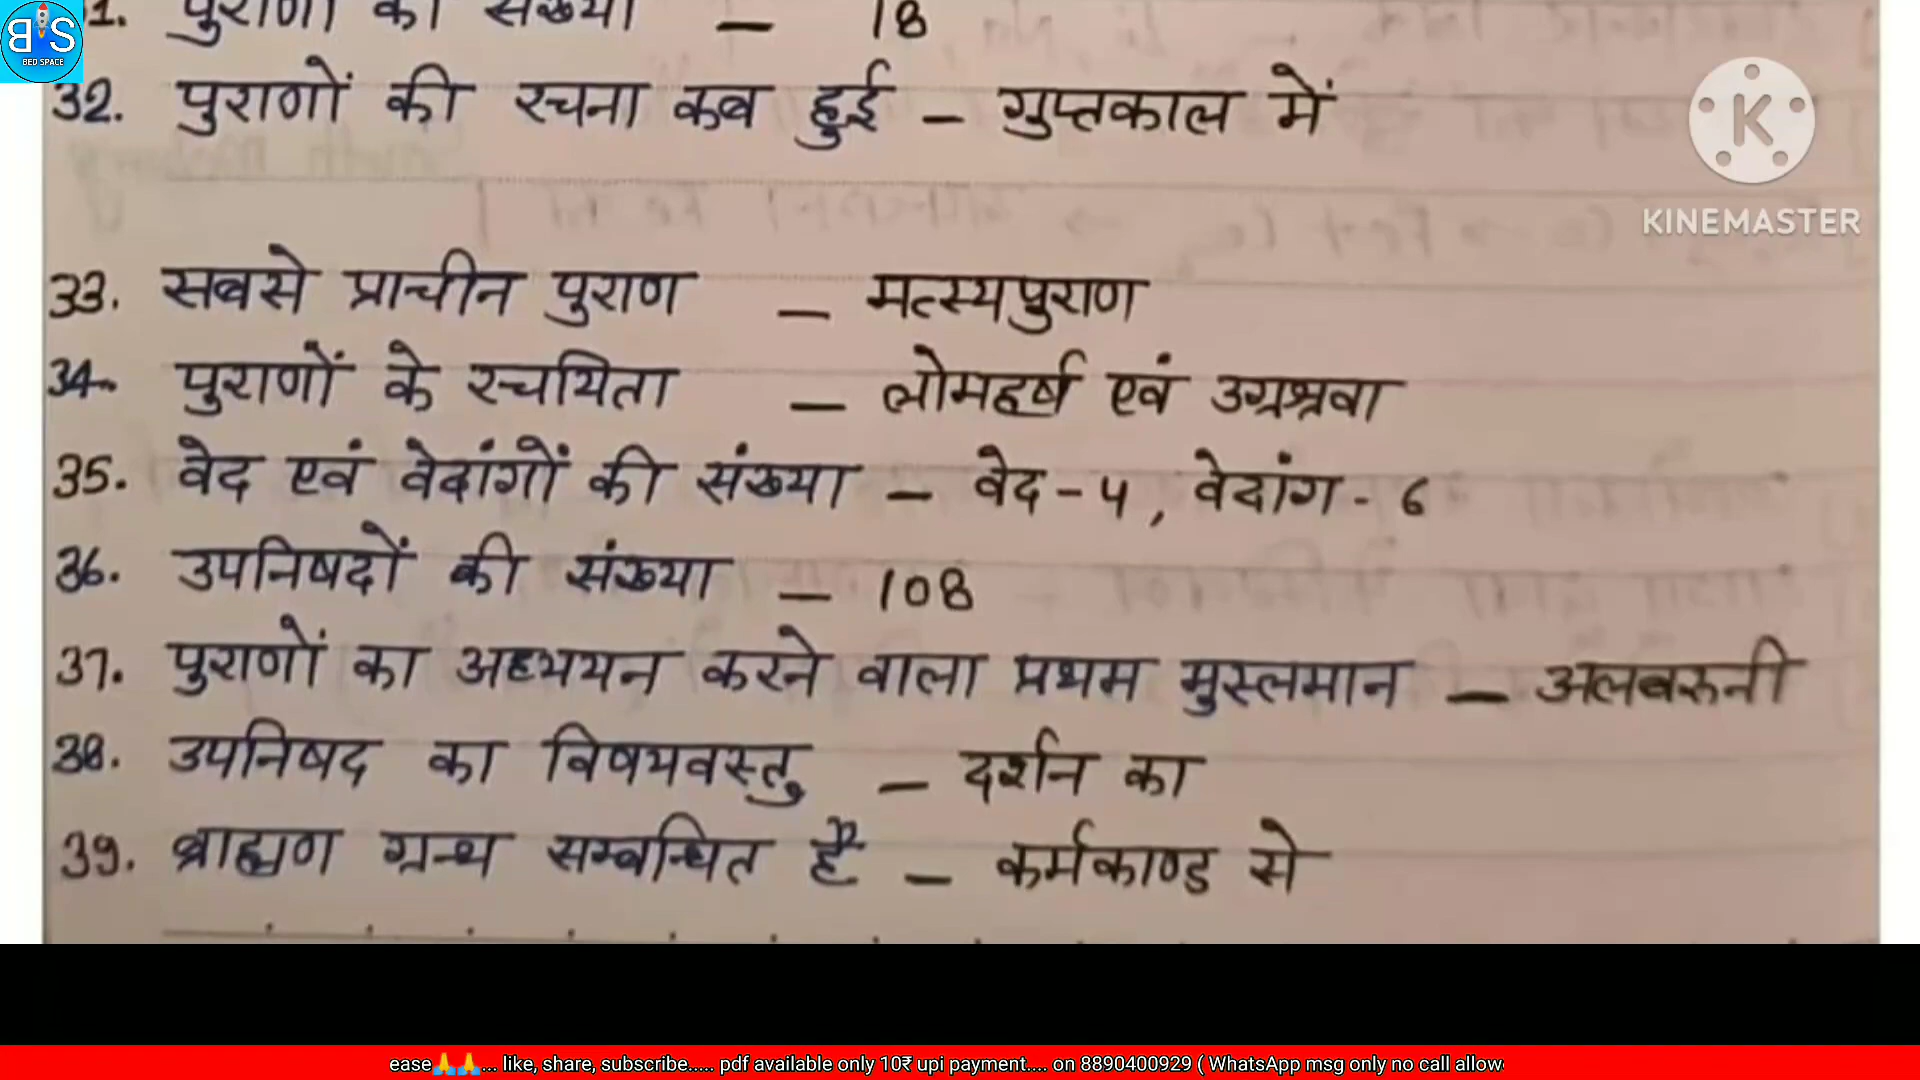 BS
BED SPACE
31. पुराणों की संख्या – 18
32. पुराणों की रचना कब हुई – गुप्तकाल में
KINEMASTER
33. सबसे प्राचीन पुराण – मत्स्यपुराण
34. पुराणों के रचयिता – लोमहर्ष एवं उग्रश्रवा
35. वेद एवं वेदांगों की संख्या – वेद-4, वेदांग-6
36. उपनिषदों की संख्या – 108
37. पुराणों का अध्ययन करने वाला प्रथम मुस्लमान – अलबरुनी
38. उपनिषद का विषयवस्तु – दर्शन का
39. ब्राह्मण ग्रन्थ सम्बन्धित है – कर्मकाण्ड से
ease🙏🙏... like, share, subscribe..... pdf available only 10₹ upi payment.... on 8890400929 ( WhatsApp msg only no call allow